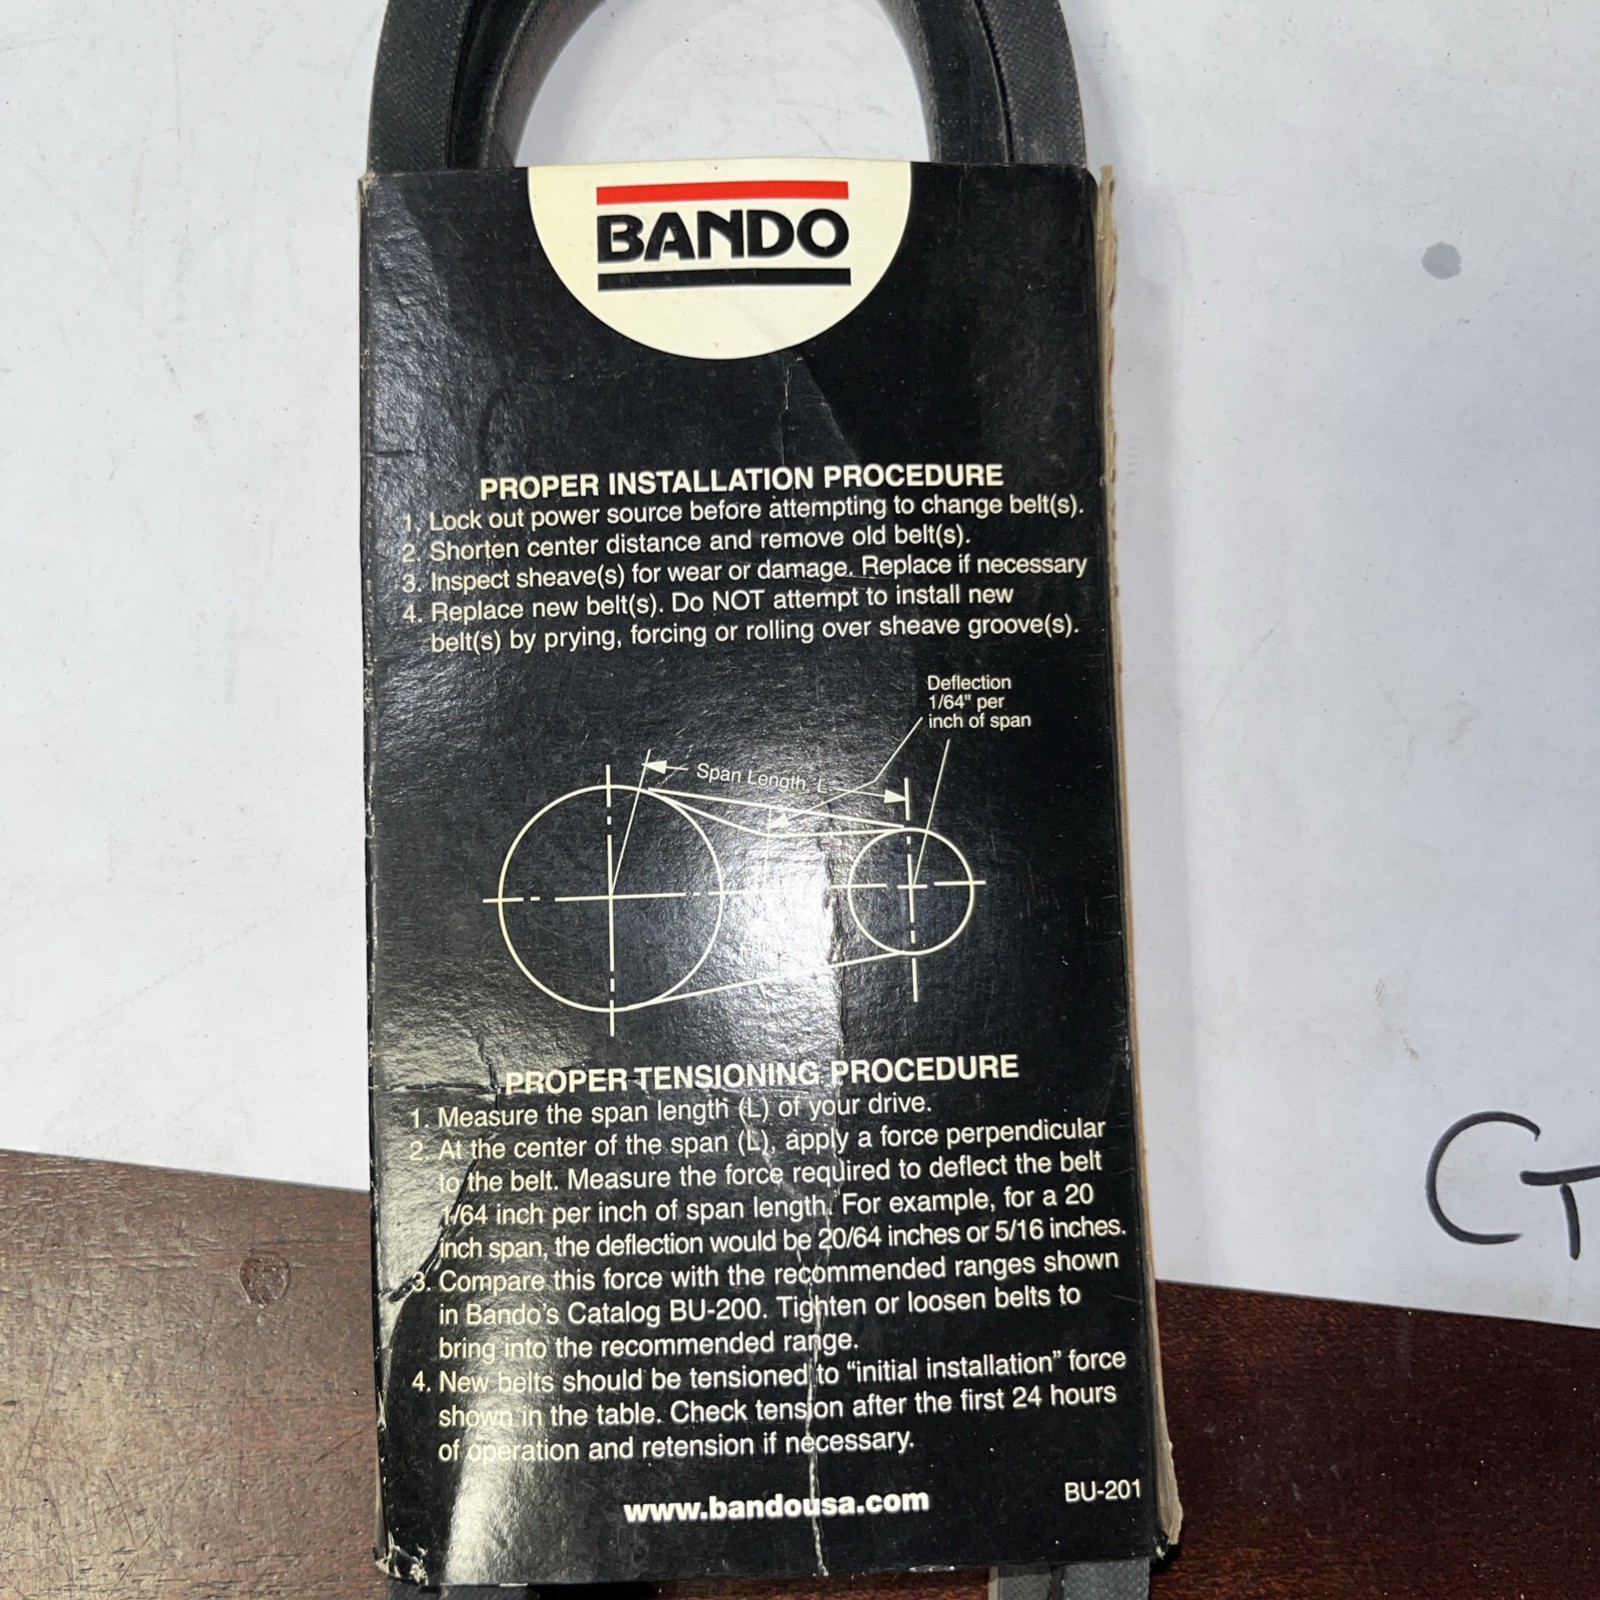 BANDO
PROPER INSTALLATION PROCEDURE
1. Lock out power source before attempting to change belt(s).
2. Shorten center distance and remove old belt(s).
3. Inspect sheave(s) for wear or damage. Replace if necessary
4. Replace new belt(s). Do NOT attempt to install new
belt(s) by prying, forcing or rolling over sheave groove(s).
Deflection
1/64" per
inch of span
Span Length, L
PROPER TENSIONING PROCEDURE
1. Measure the span length (L) of your drive.
2. At the center of the span (L), apply a force perpendicular
to the belt. Measure the force required to deflect the belt
1/64 inch per inch of span length. For example, for a 20
inch span, the deflection would be 20/64 inches or 5/16 inches.
3. Compare this force with the recommended ranges shown
in Bando's Catalog BU-200. Tighten or loosen belts to
bring into the recommended range.
4. New belts should be tensioned to “initial installation” force
shown in the table. Check tension after the first 24 hours
of operation and retension if necessary.
www.bandousa.com
BU-201
CT